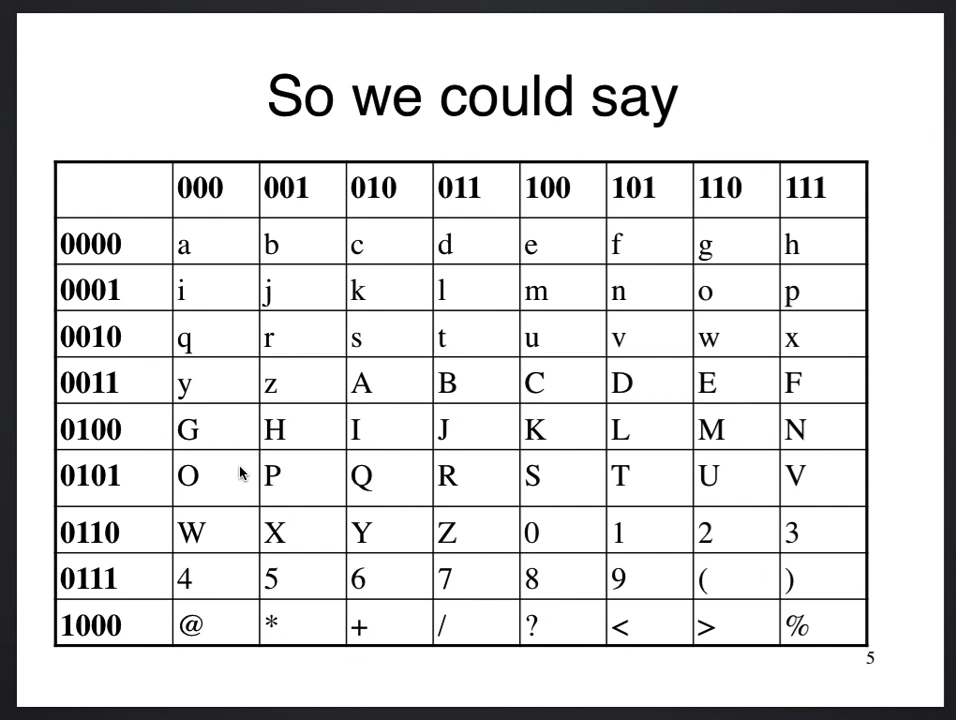 So we could say
000 001 010 011 100 101 110 111
0000 a b c d e f g h
0001 i j k l m n o p
0010 q r s t u v w x
0011 y z A B C D E F
0100 G H I J K L M N
0101 O P Q R S T U V
0110 W X Y Z 0 1 2 3
0111 4 5 6 7 8 9 ( )
1000 @ * + / ? < > %
5